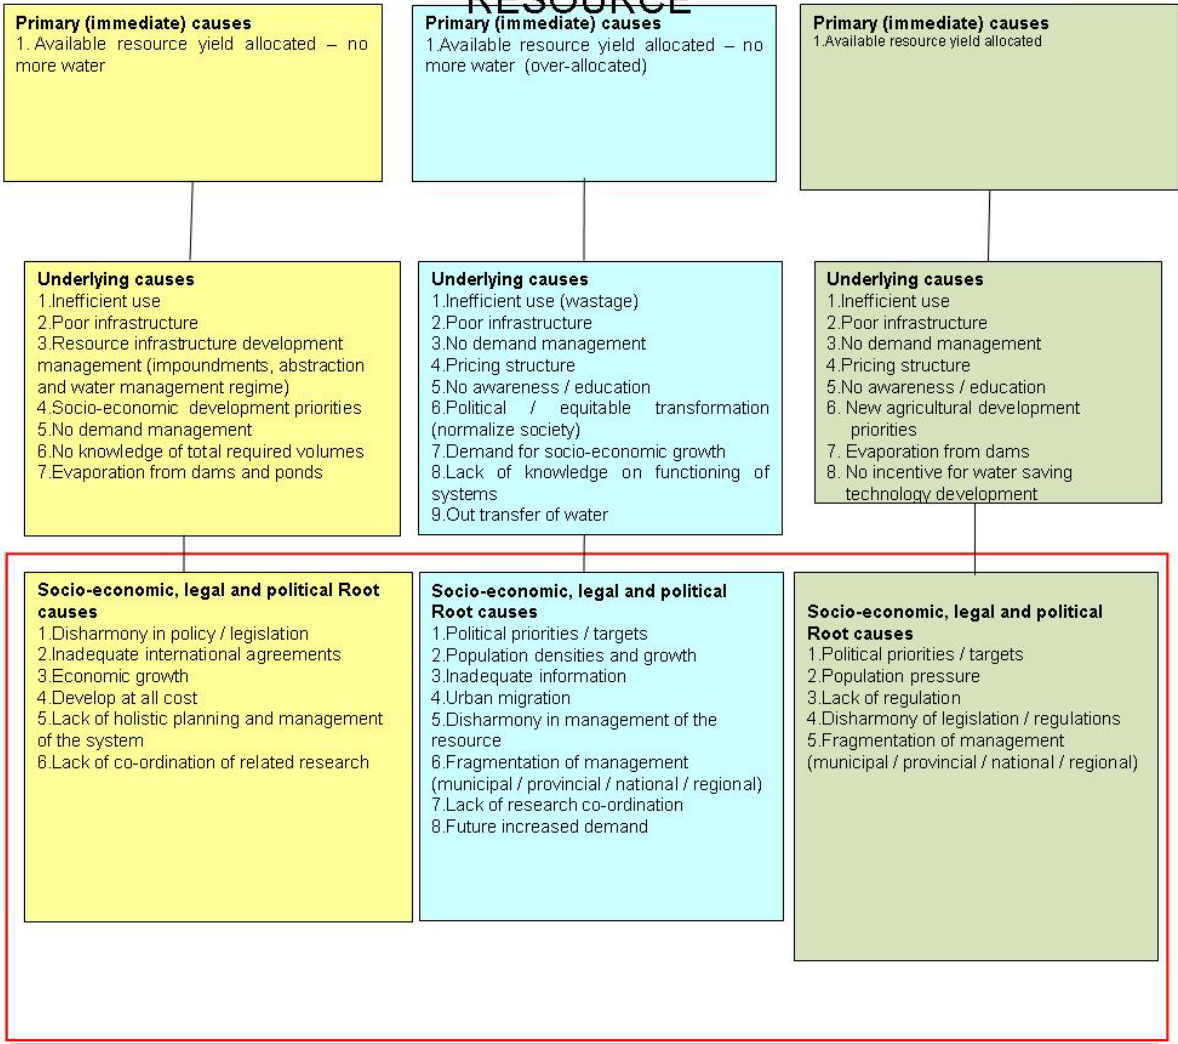 RESOURCE
Primary (immediate) causes
1. Available resource yield allocated – no
more water
Primary (immediate) causes
1.Available resource yield allocated – no
more water (over-allocated)
Primary (immediate) causes
1.Available resource yield allocated
Underlying causes
1.Inefficient use
2.Poor infrastructure
3.Resource infrastructure development
management (impoundments, abstraction
and water management regime)
4.Socio-economic development priorities
5.No demand management
6.No knowledge of total required volumes
7.Evaporation from dams and ponds
Underlying causes
1.Inefficient use (wastage)
2.Poor infrastructure
3.No demand management
4.Pricing structure
5.No awareness / education
6.Political / equitable transformation
(normalize society)
7.Demand for socio-economic growth
8.Lack of knowledge on functioning of
systems
9.Out transfer of water
Underlying causes
1.Inefficient use
2.Poor infrastructure
3.No demand management
4.Pricing structure
5.No awareness / education
6. New agricultural development
priorities
7. Evaporation from dams
8. No incentive for water saving
technology development
Socio-economic, legal and political Root
causes
1.Disharmony in policy / legislation
2.Inadequate international agreements
3.Economic growth
4.Develop at all cost
5.Lack of holistic planning and management
of the system
6.Lack of co-ordination of related research
Socio-economic, legal and political
Root causes
1.Political priorities / targets
2.Population densities and growth
3.Inadequate information
4.Urban migration
5.Disharmony in management of the
resource
6.Fragmentation of management
(municipal / provincial / national / regional)
7.Lack of research co-ordination
8.Future increased demand
Socio-economic, legal and political
Root causes
1.Political priorities / targets
2.Population pressure
3.Lack of regulation
4.Disharmony of legislation / regulations
5.Fragmentation of management
(municipal / provincial / national / regional)